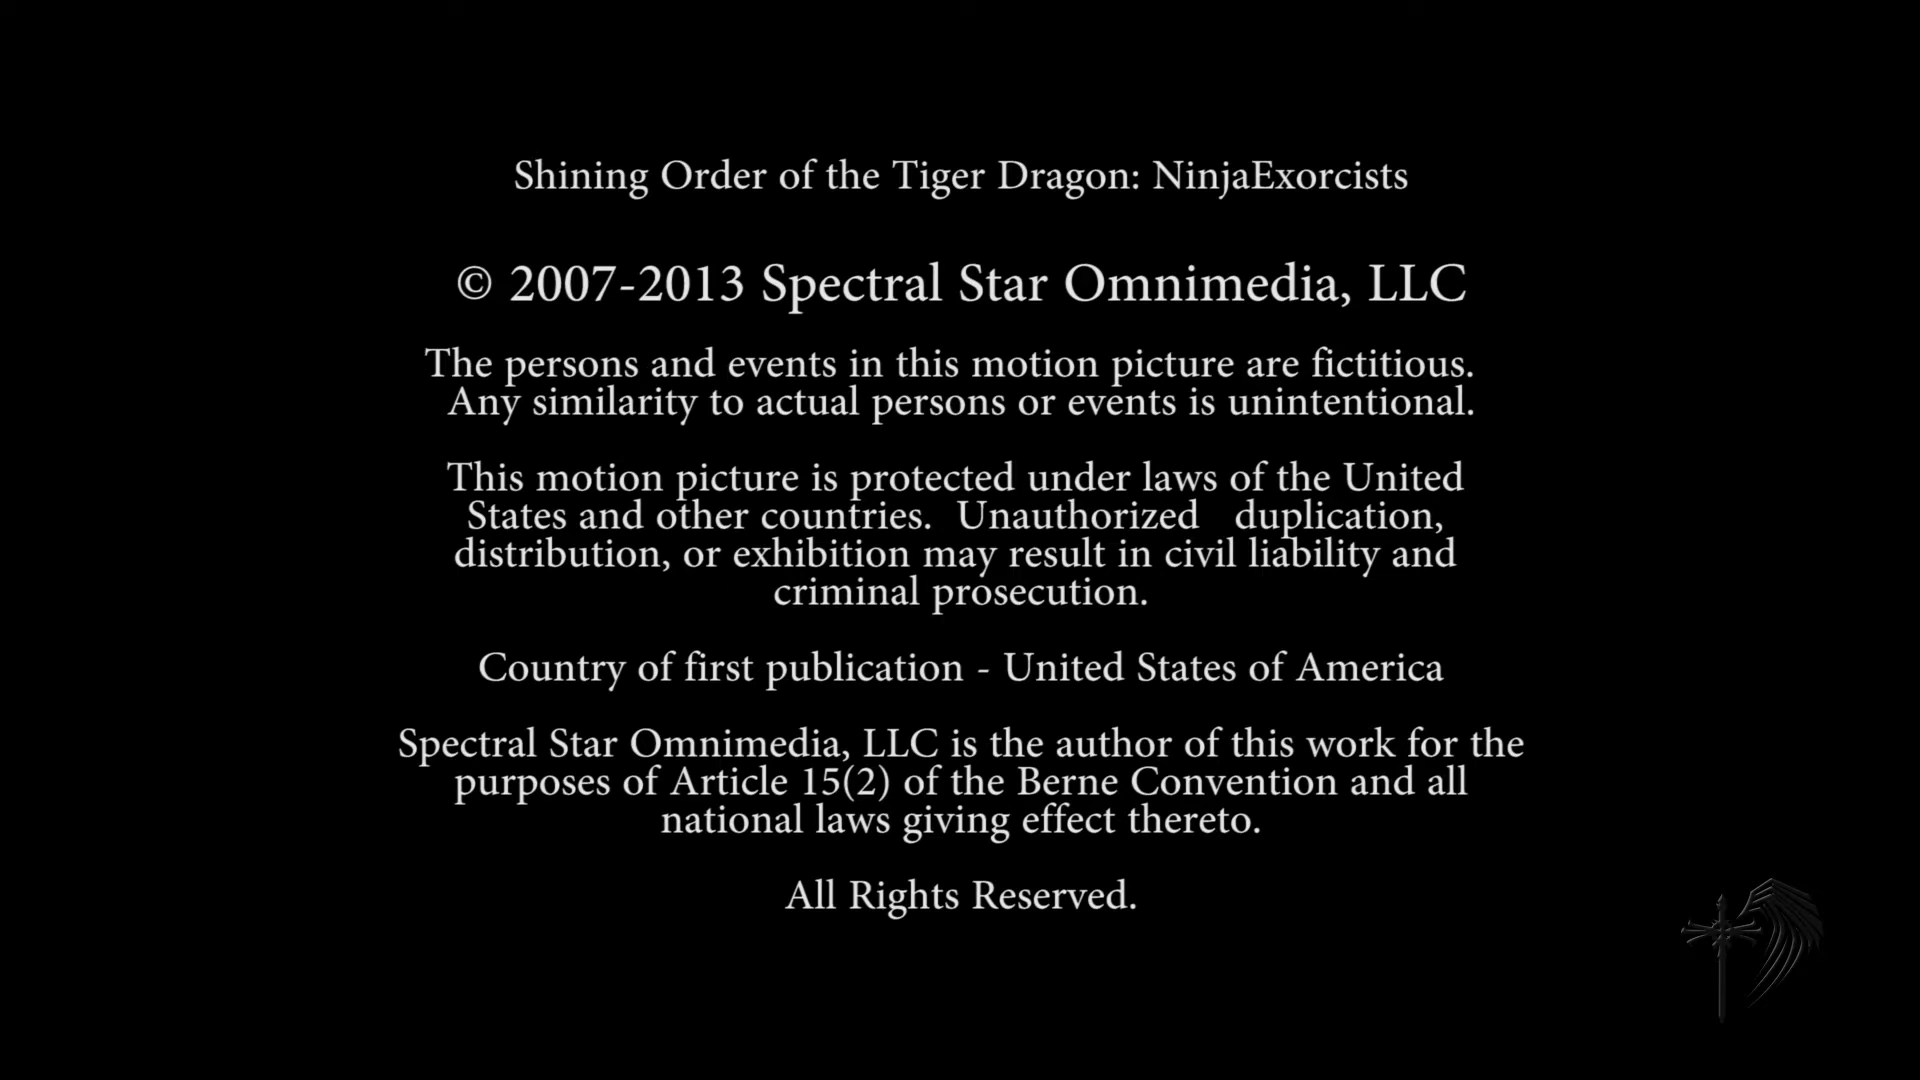 Shining Order of the Tiger Dragon: NinjaExorcists
© 2007-2013 Spectral Star Omnimedia, LLC
The persons and events in this motion picture are fictitious.
Any similarity to actual persons or events is unintentional.
This motion picture is protected under laws of the United
States and other countries.  Unauthorized   duplication,
distribution, or exhibition may result in civil liability and
criminal prosecution.
Country of first publication - United States of America
Spectral Star Omnimedia, LLC is the author of this work for the
purposes of Article 15(2) of the Berne Convention and all
national laws giving effect thereto.
All Rights Reserved.